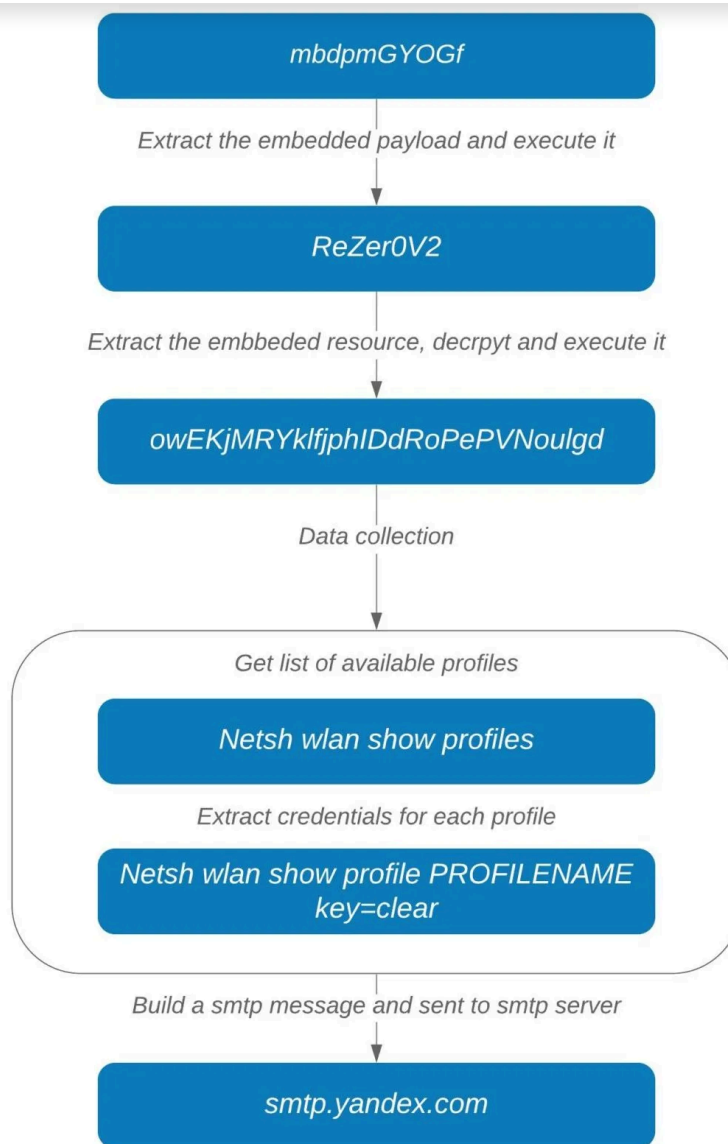 mbdpmGYOGf
Extract the embedded payload and execute it
ReZer0V2
Extract the embbeded resource, decrpyt and execute it
owEKjMRYklfjphIDdRoPePVNoulgd
Data collection
Get list of available profiles
Netsh wlan show profiles
Extract credentials for each profile
Netsh wlan show profile PROFILENAME
key=clear
Build a smtp message and sent to smtp server
smtp.yandex.com